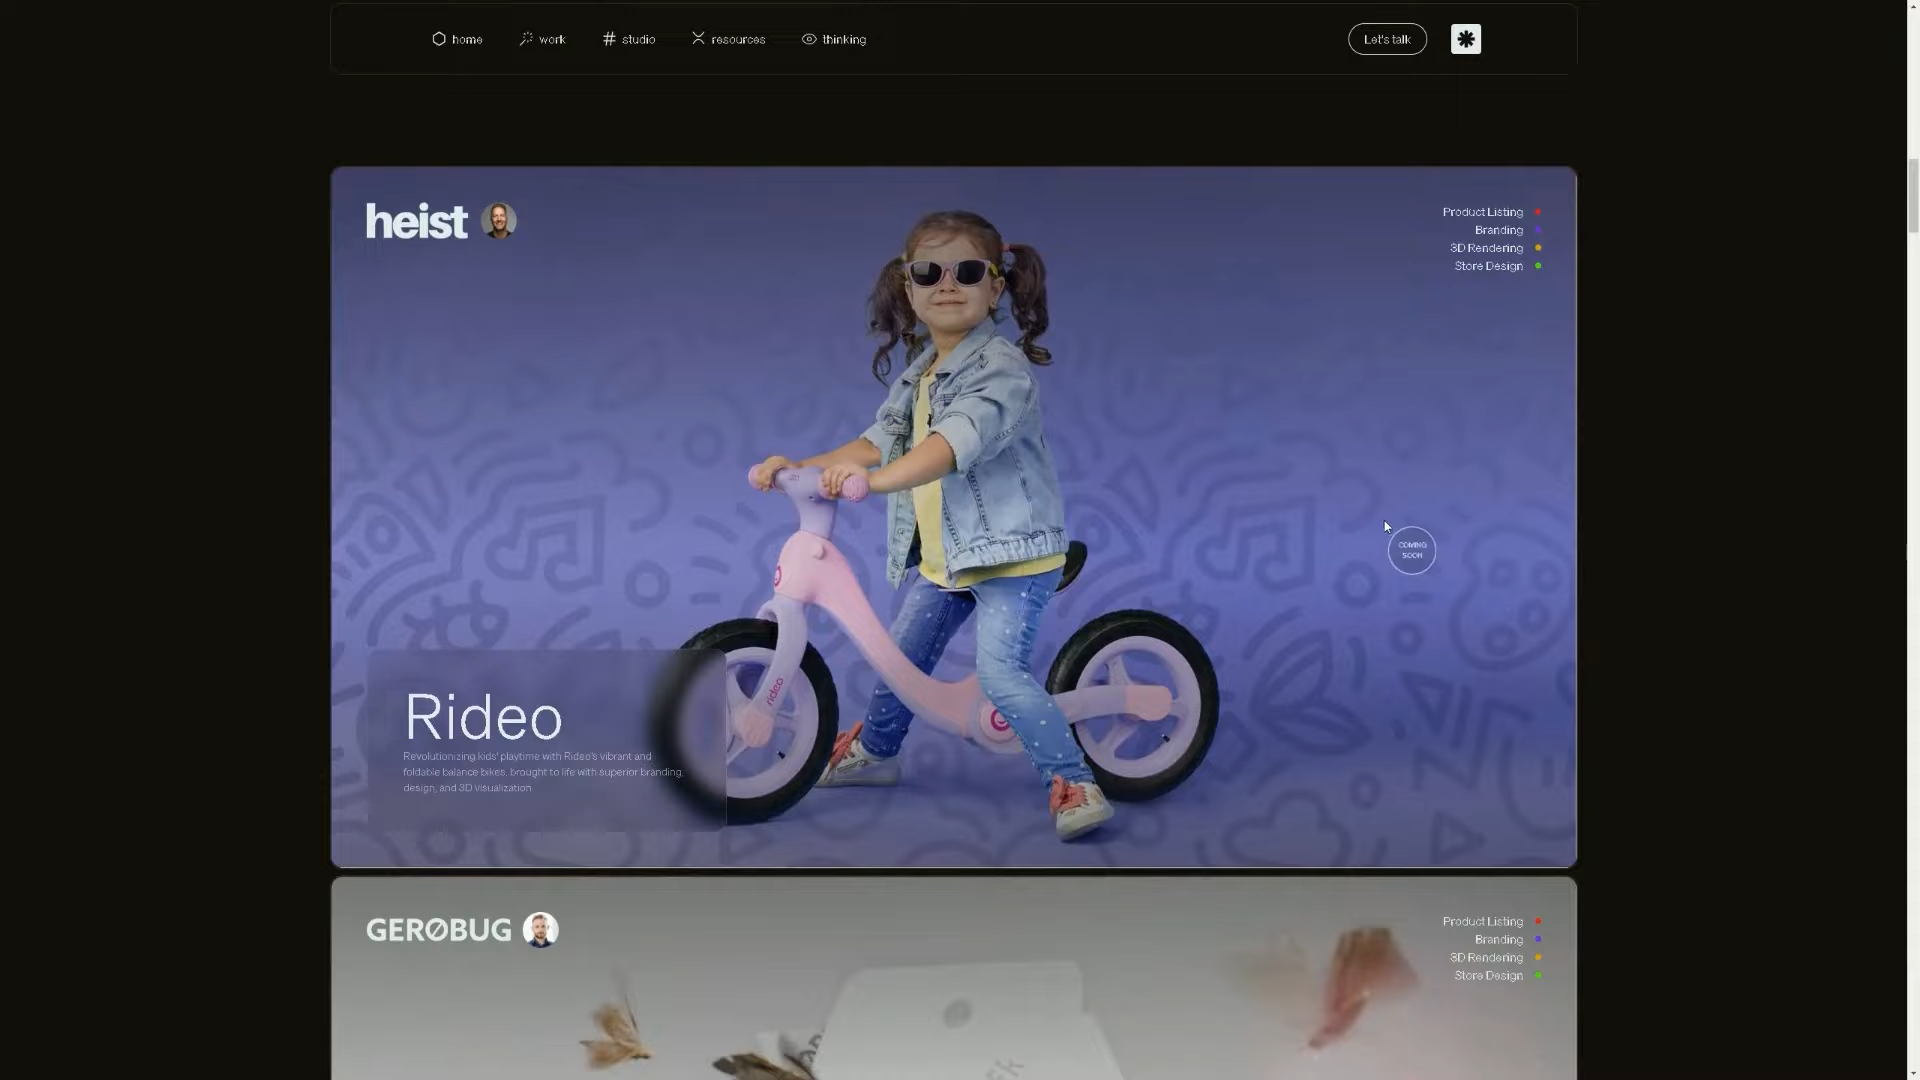 home
work
studio
resources
thinking
Let's talk
heist
Product Listing
Branding
3D Rendering
Store Design
COMING
SOON
rideo
Rideo
Revolutionizing kids' playtime with Rideo's vibrant and
foldable balance bikes, brought to life with superior branding,
design, and 3D Visualization
GERØBUG
Product Listing
Branding
3D Rendering
Store Design